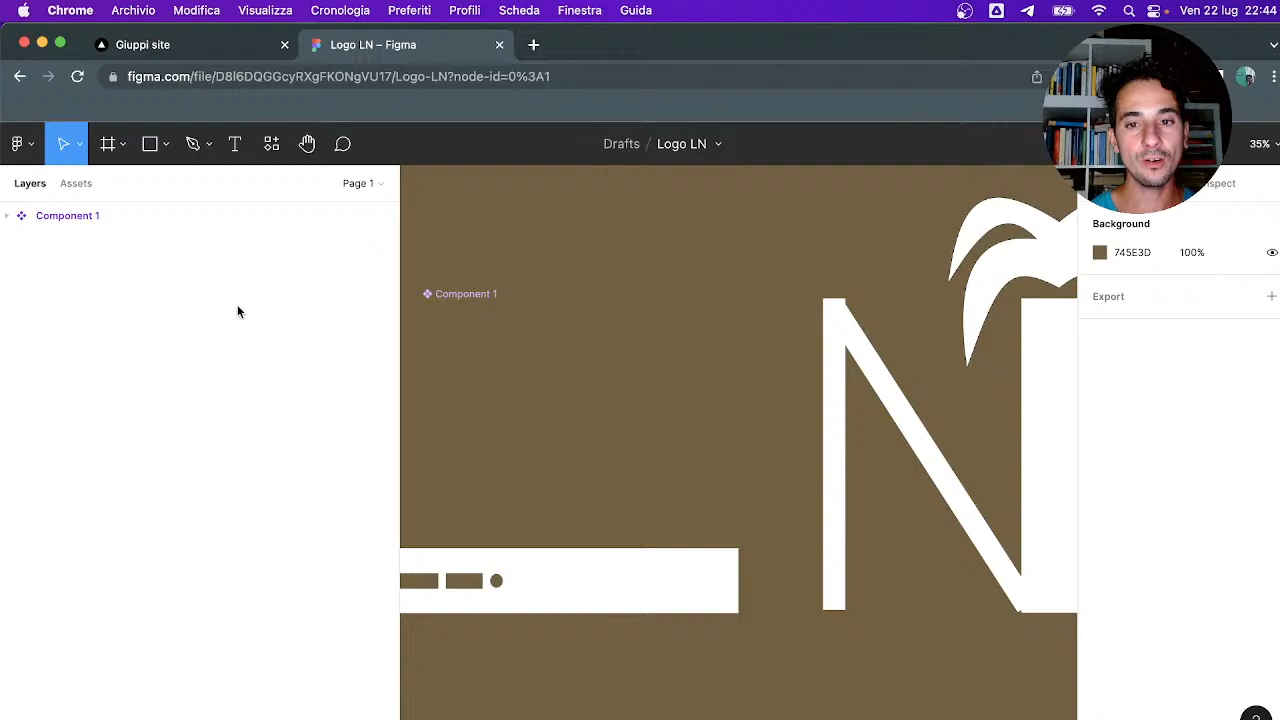 Chrome Archivio Modifica Visualizza Cronologia Preferiti Profili Scheda Finestra Guida Ven 22 lug 22:44
Giuppi site Logo LN – Figma
figma.com/file/D8l6DQGGcyRXgFKONgVU17/Logo-LN?node-id=0%3A1
Drafts / Logo LN 35%
Layers Assets Page 1
Component 1
Component 1
N
Background
745E3D 100%
Export